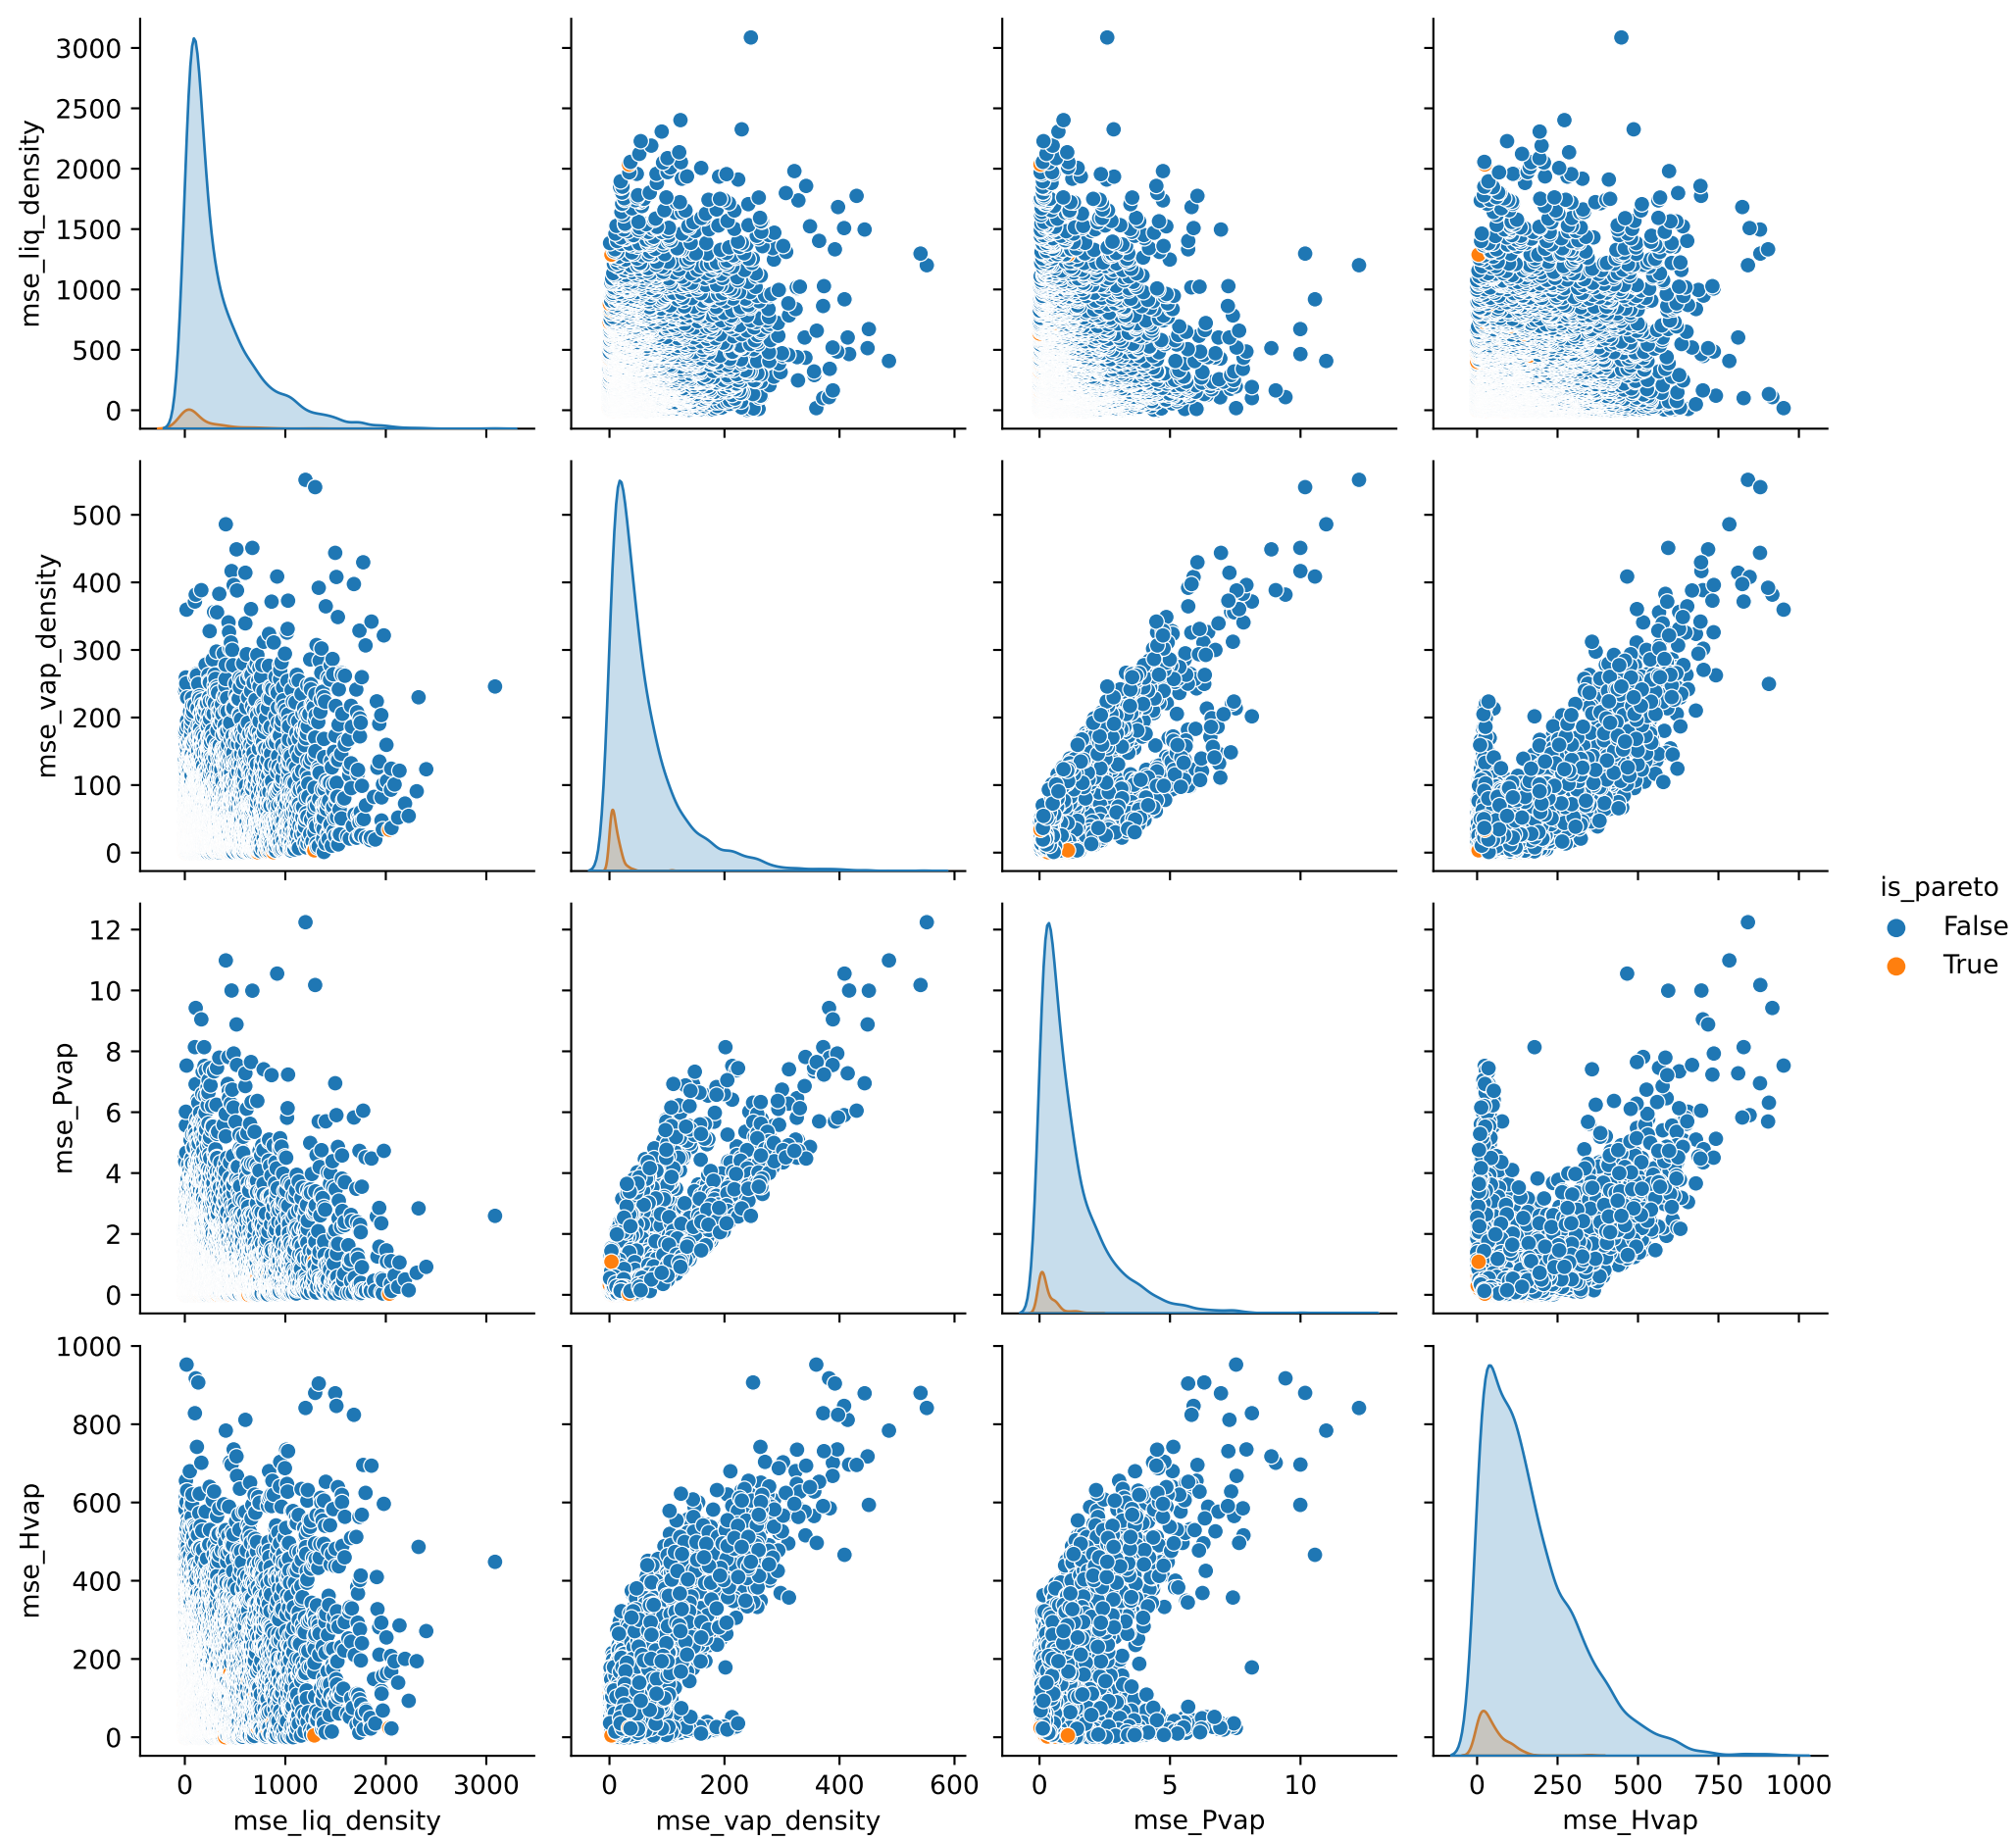 3000
2500
2000
1500
1000
500
0
mse_liq_density
500
400
300
200
100
0
mse_vap_density
is_pareto
False
True
12
10
8
6
4
2
0
mse_Pvap
1000
800
600
400
200
0
mse_Hvap
0 1000 2000 3000
0 200 400 600
0 5 10
0 250 500 750 1000
mse_liq_density
mse_vap_density
mse_Pvap
mse_Hvap